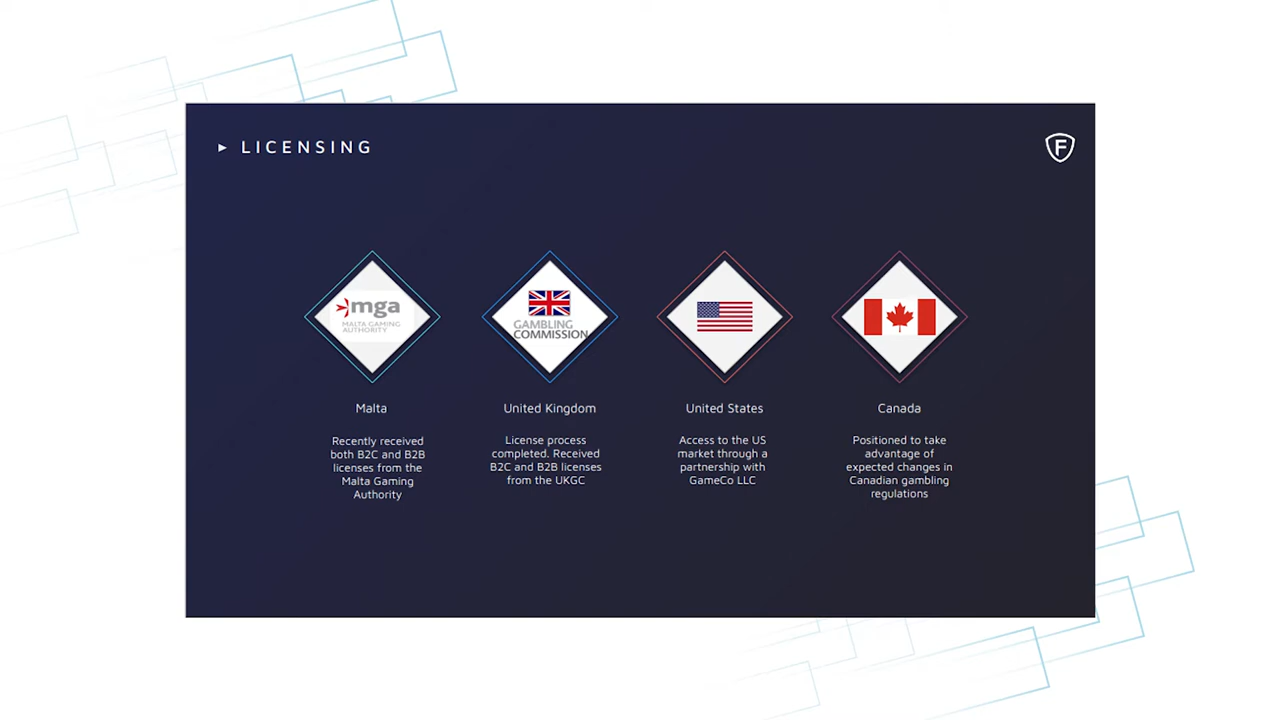 LICENSING
F
mga
MALTA GAMING
AUTHORITY
GAMBLING
COMMISSION
Malta
Recently received
both B2C and B2B
licenses from the
Malta Gaming
Authority
United Kingdom
License process
completed. Received
B2C and B2B licenses
from the UKGC
United States
Access to the US
market through a
partnership with
GameCo LLC
Canada
Positioned to take
advantage of
expected changes in
Canadian gambling
regulations